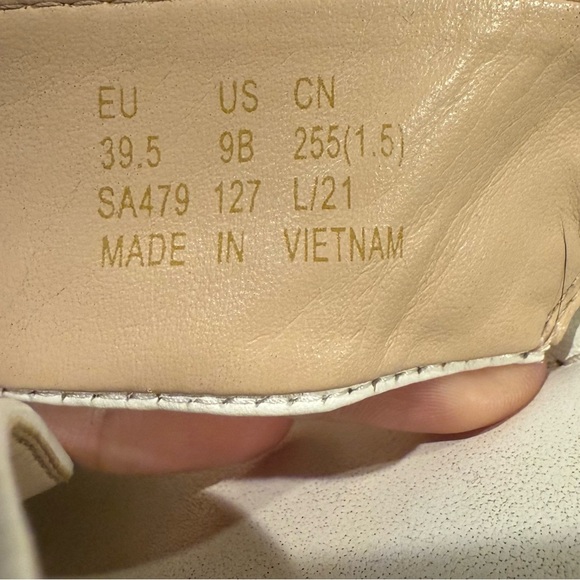 EU US CN
39.5 9B 255(1.5)
SA479 127 L/21
MADE IN VIETNAM